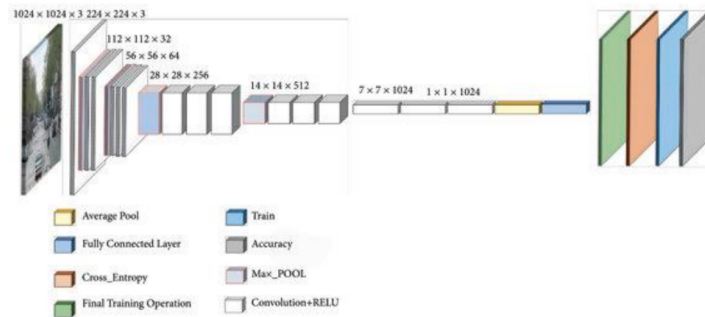 1024 × 1024 × 3 224 × 224 × 3
112 × 112 × 32
56 × 56 × 64
28 × 28 × 256
14 × 14 × 512
7 × 7 × 1024 1 × 1 × 1024
Average Pool
Train
Fully Connected Layer
Accuracy
Cross_Entropy
Max_POOL
Final Training Operation
Convolution+RELU